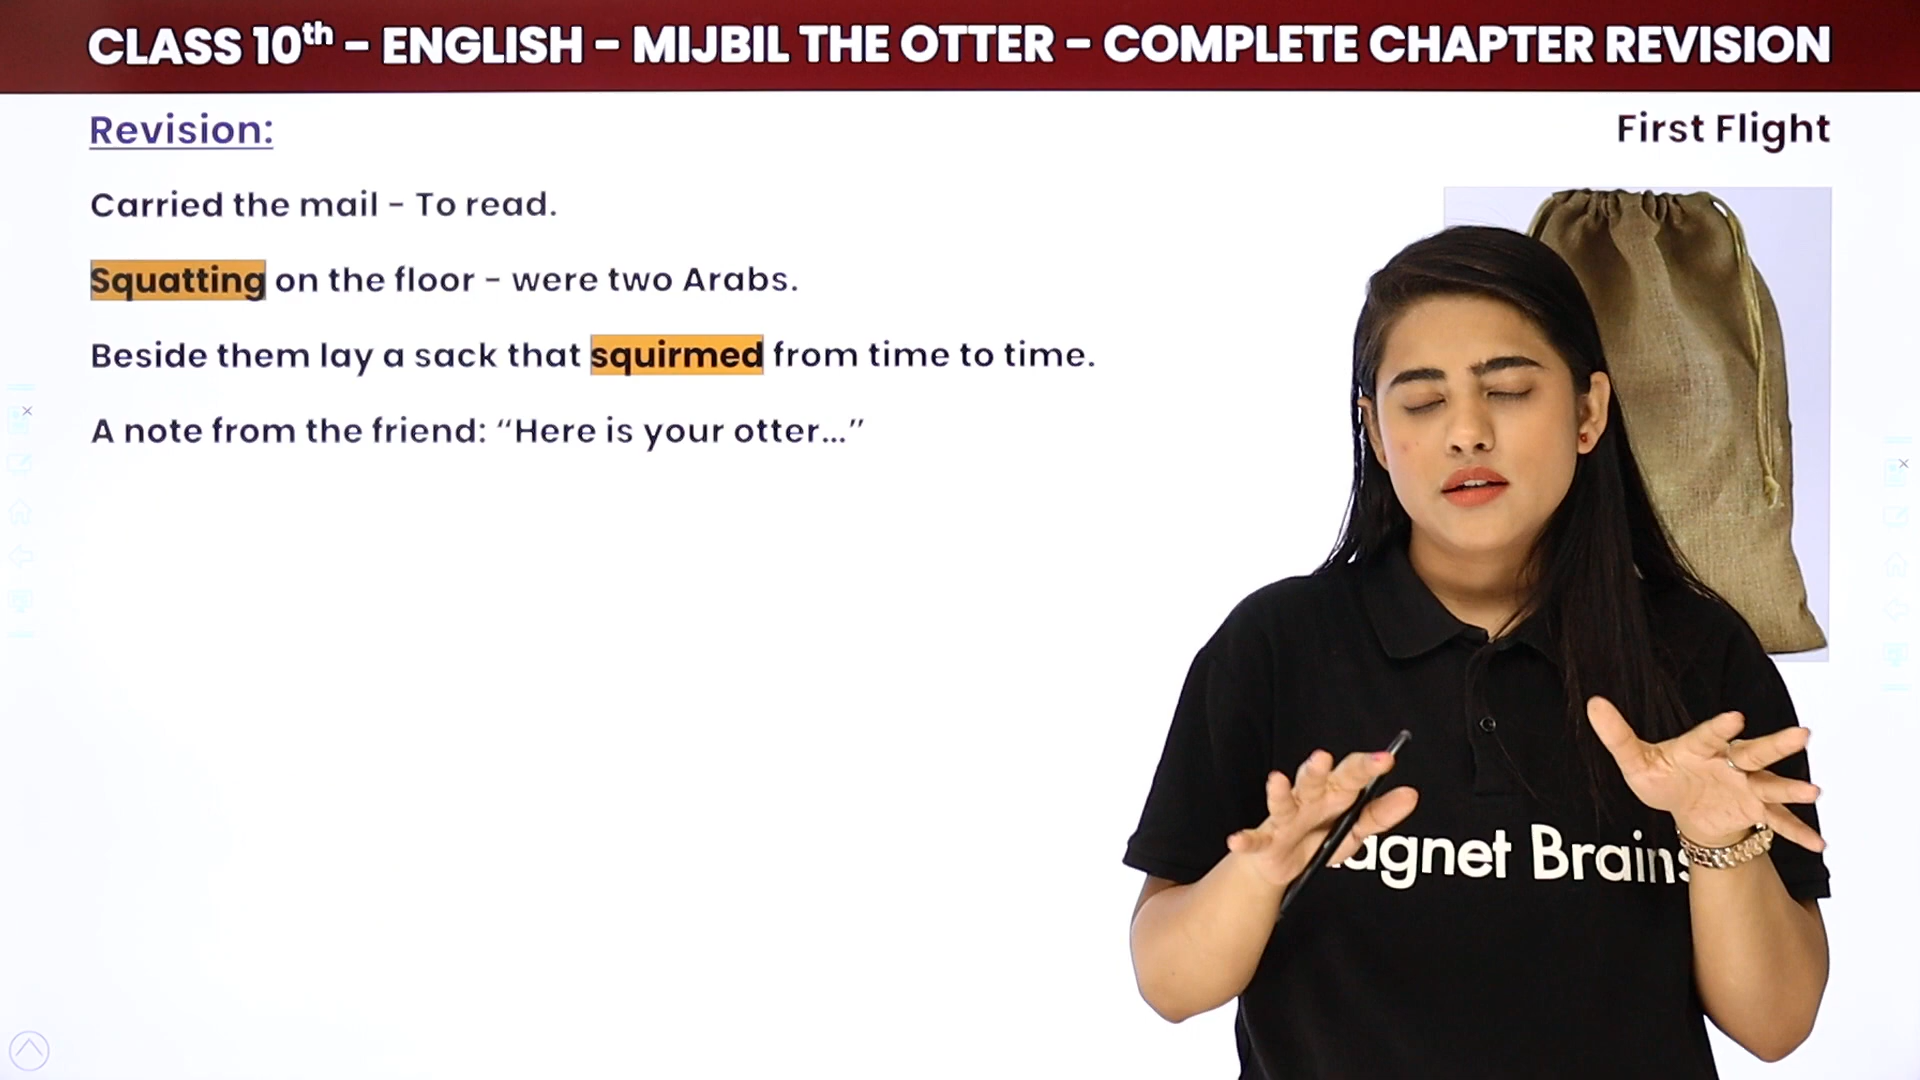 CLASS 10th – ENGLISH – MIJBIL THE OTTER – COMPLETE CHAPTER REVISION
Revision:
First Flight
Carried the mail – To read.
Squatting on the floor – were two Arabs.
Beside them lay a sack that squirmed from time to time.
A note from the friend: “Here is your otter...”
agnet Brains